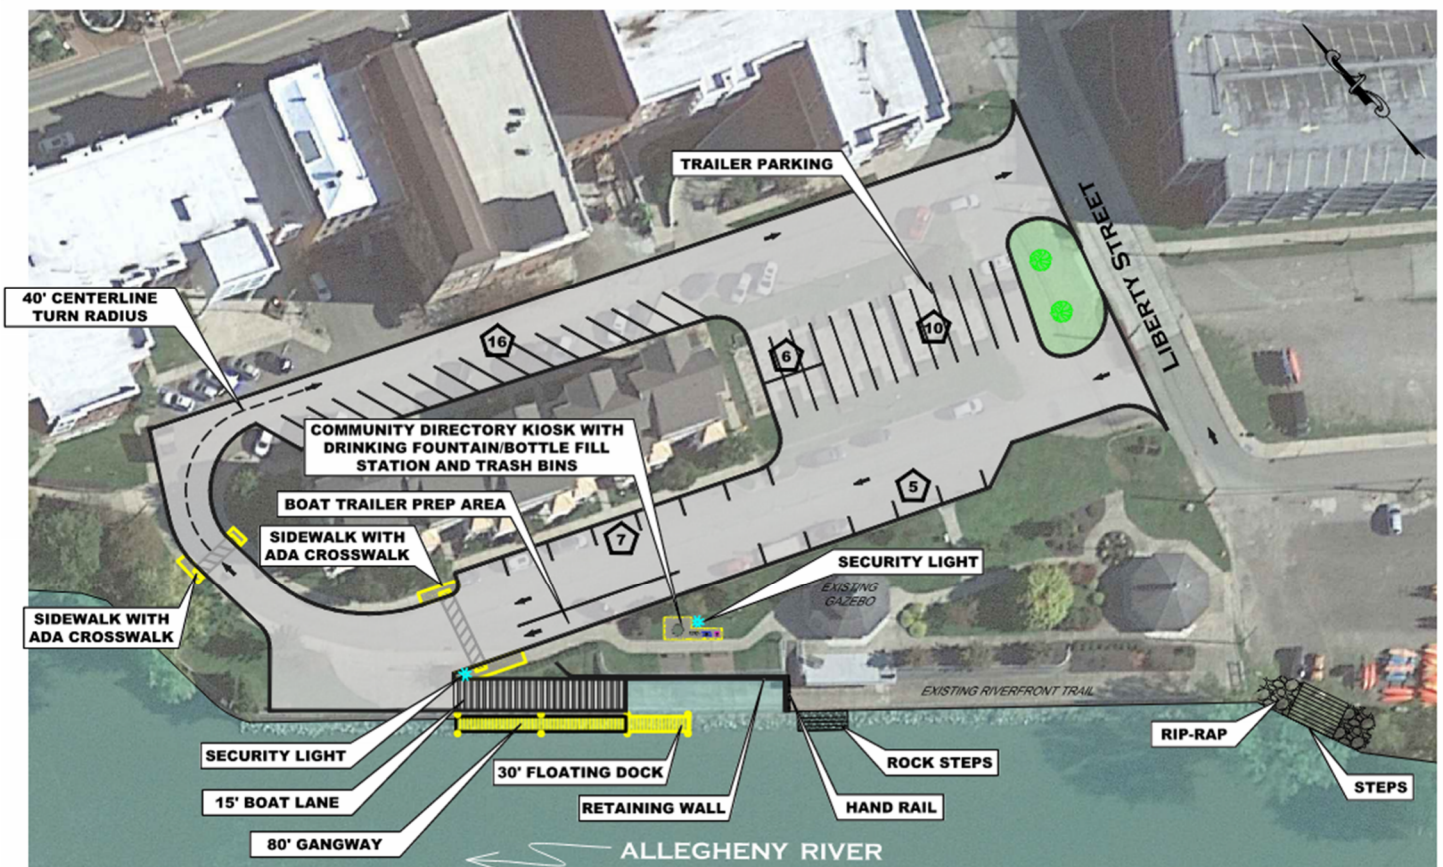 TRAILER PARKING
LIBERTY STREET
40' CENTERLINE
TURN RADIUS
16
10
6
COMMUNITY DIRECTORY KIOSK WITH
DRINKING FOUNTAIN/BOTTLE FILL
STATION AND TRASH BINS
BOAT TRAILER PREP AREA
5
SIDEWALK WITH
ADA CROSSWALK
7
SECURITY LIGHT
EXISTING
GAZEBO
SIDEWALK WITH
ADA CROSSWALK
EXISTING RIVERFRONT TRAIL
RIP-RAP
SECURITY LIGHT
ROCK STEPS
30' FLOATING DOCK
STEPS
15' BOAT LANE
RETAINING WALL
HAND RAIL
80' GANGWAY
ALLEGHENY RIVER